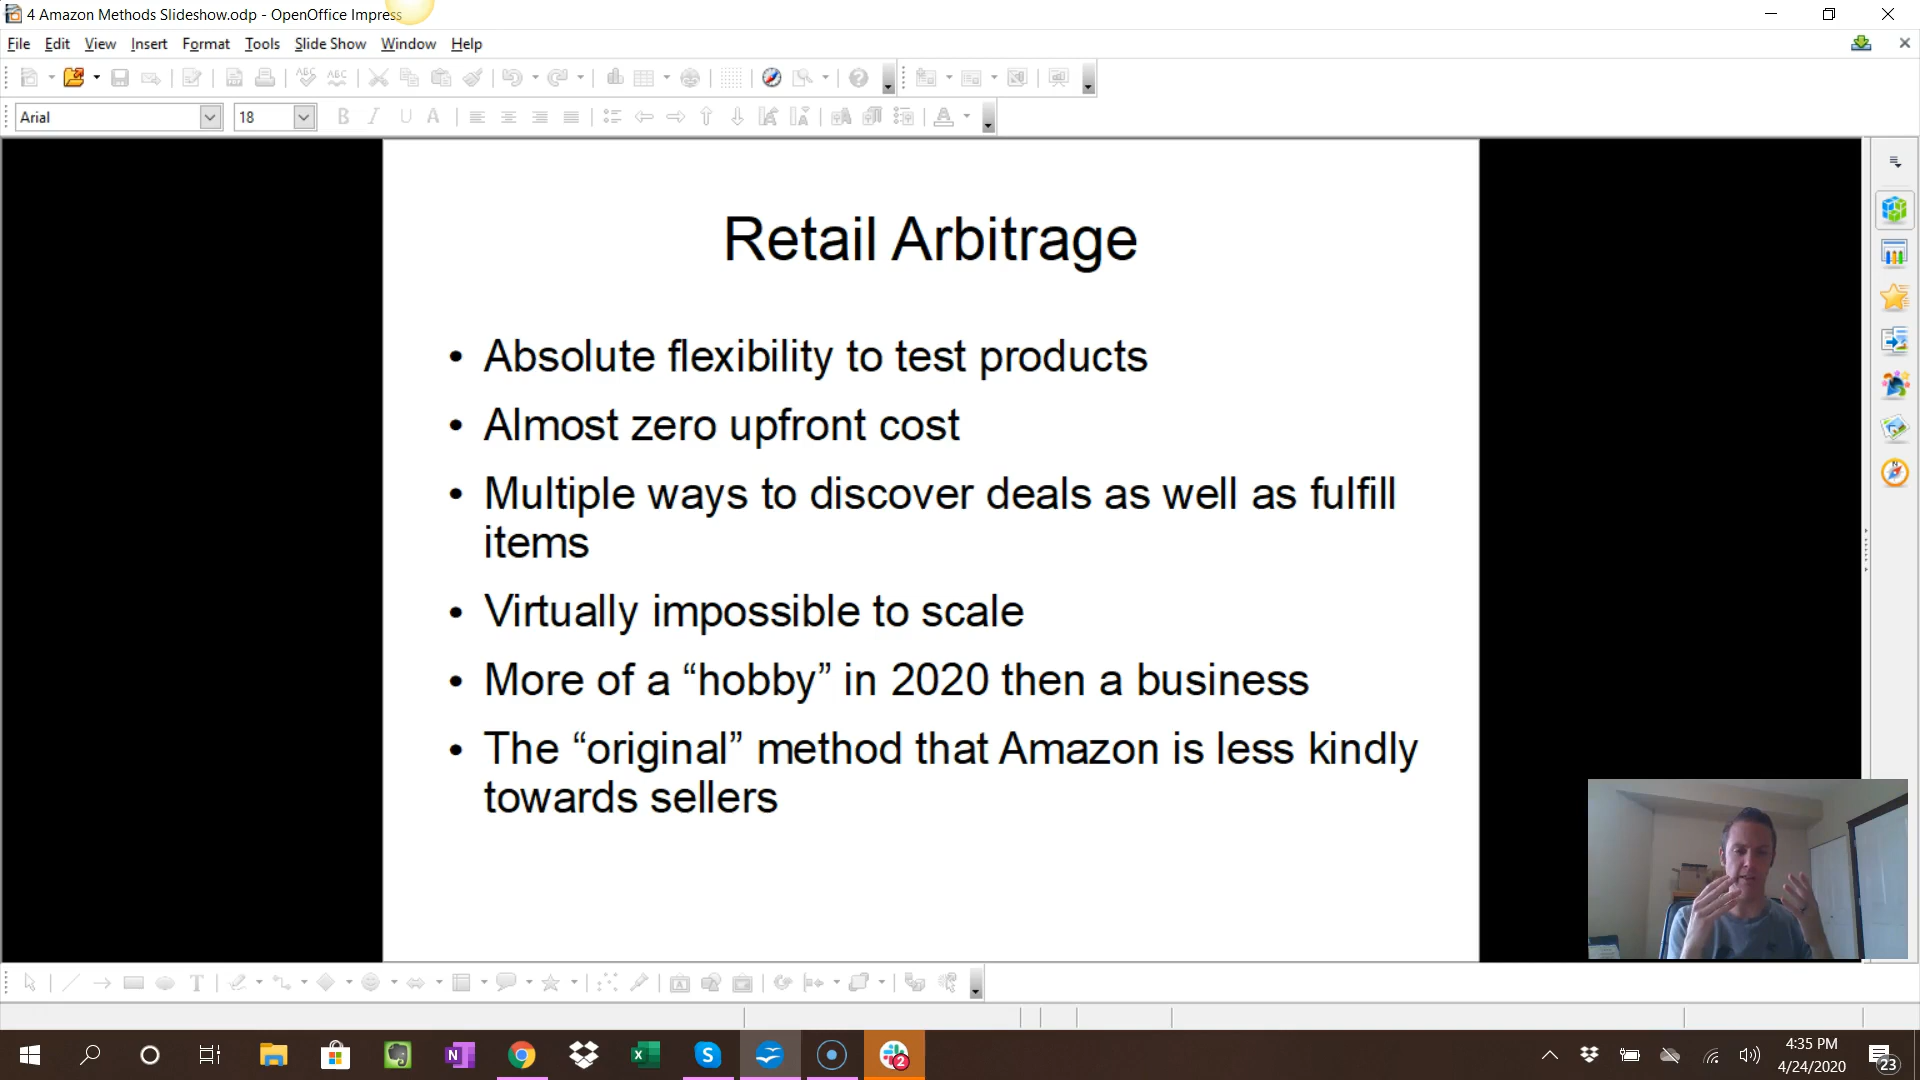 4 Amazon Methods Slideshow.odp - OpenOffice Impress
File Edit View Insert Format Tools Slide Show Window Help
Arial 18
Retail Arbitrage
• Absolute flexibility to test products
• Almost zero upfront cost
• Multiple ways to discover deals as well as fulfill
items
• Virtually impossible to scale
• More of a “hobby” in 2020 then a business
• The “original” method that Amazon is less kindly
towards sellers
4:35 PM
4/24/2020
23
2